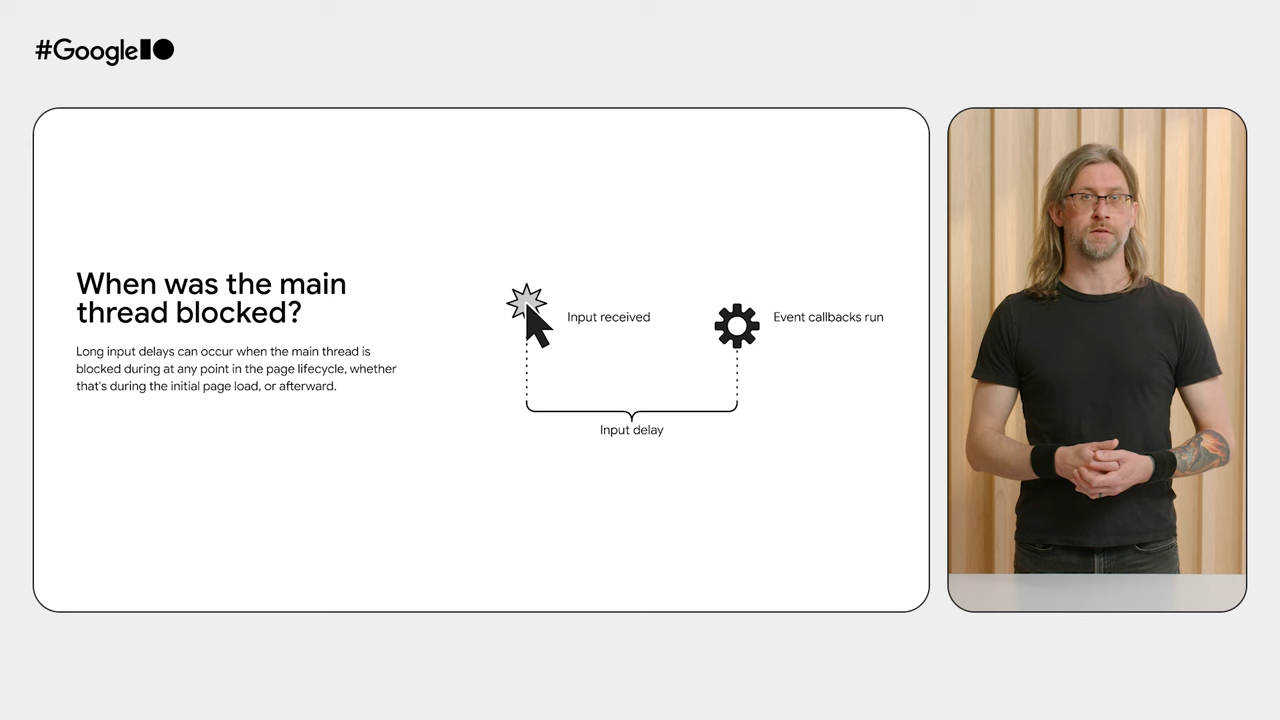 #GoogleIO
When was the main
thread blocked?
Long input delays can occur when the main thread is
blocked during at any point in the page lifecycle, whether
that's during the initial page load, or afterward.
Input received
Event callbacks run
Input delay